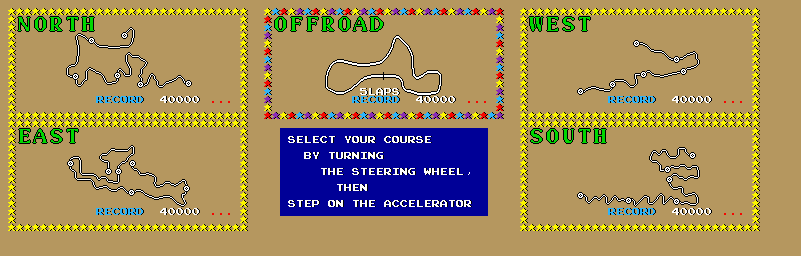 NORTH
RECORD 40000 ...
OFFROAD
5LAPS
RECORD 40000 ...
WEST
RECORD 40000 ...
EAST
RECORD 40000 ...
SELECT YOUR COURSE
BY TURNING
THE STEERING WHEEL,
THEN
STEP ON THE ACCELERATOR
SOUTH
RECORD 40000 ...